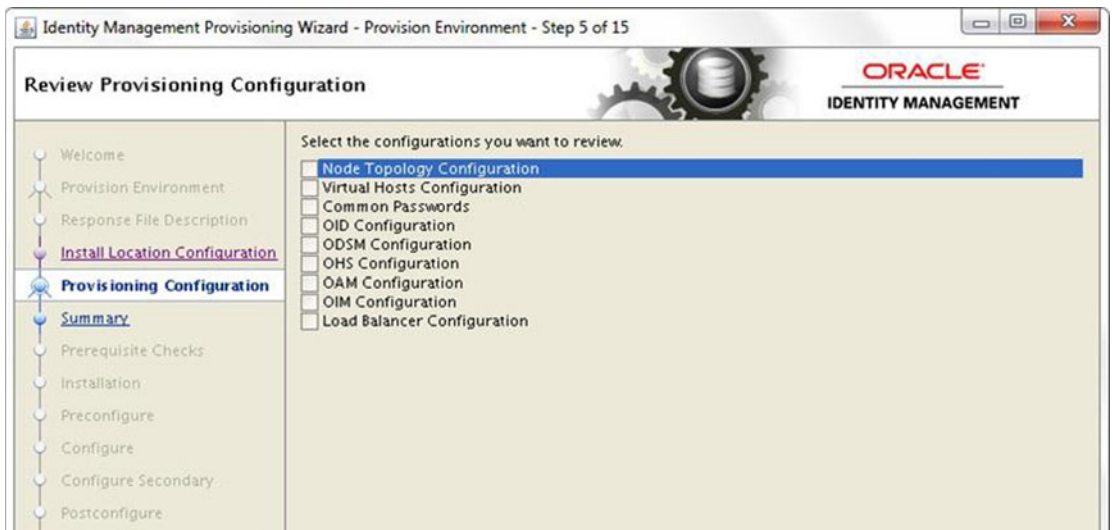 Identity Management Provisioning Wizard - Provision Environment - Step 5 of 15
Review Provisioning Configuration
ORACLE
IDENTITY MANAGEMENT
Welcome
Provision Environment
Response File Description
Install Location Configuration
Provisioning Configuration
Summary
Prerequisite Checks
Installation
Preconfigure
Configure
Configure Secondary
Postconfigure
Select the configurations you want to review.
Node Topology Configuration
Virtual Hosts Configuration
Common Passwords
OID Configuration
ODSM Configuration
OHS Configuration
OAM Configuration
OIM Configuration
Load Balancer Configuration